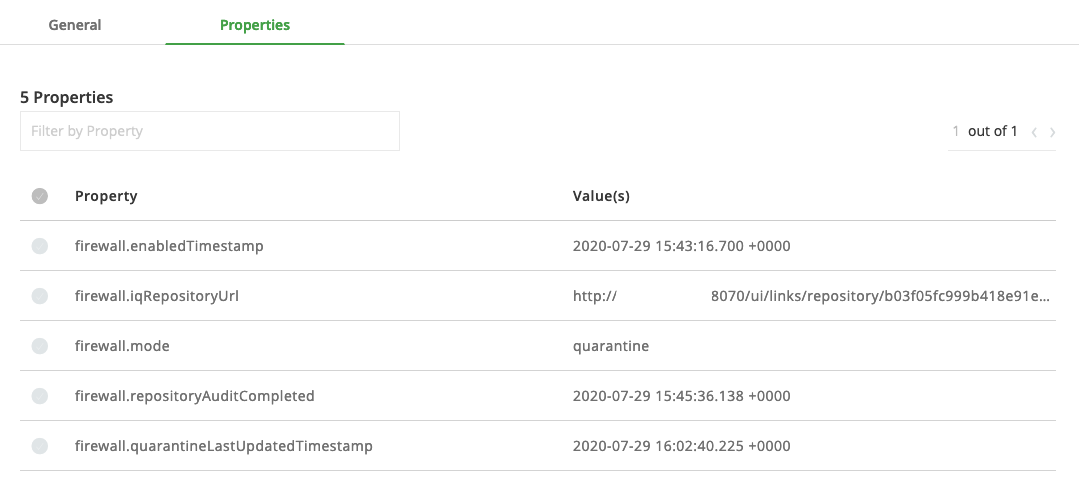 General Properties
5 Properties
Filter by Property
1 out of 1
Property Value(s)
firewall.enabledTimestamp 2020-07-29 15:43:16.700 +0000
firewall.iqRepositoryUrl http:// 8070/ui/links/repository/b03f05fc999b418e91e...
firewall.mode quarantine
firewall.repositoryAuditCompleted 2020-07-29 15:45:36.138 +0000
firewall.quarantineLastUpdatedTimestamp 2020-07-29 16:02:40.225 +0000